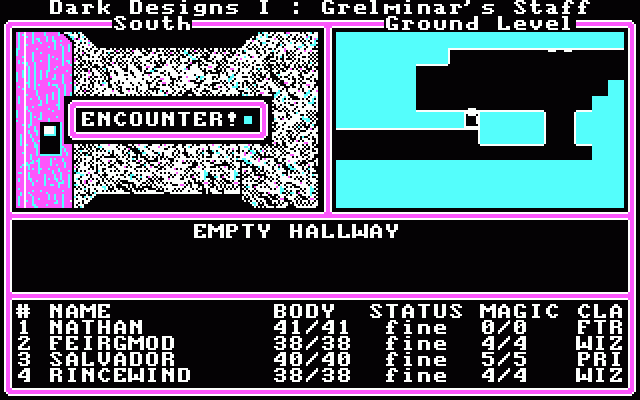 Dark Designs I : Grelminar's Staff
South
Ground Level
ENCOUNTER!
EMPTY HALLWAY
# NAME BODY STATUS MAGIC CLA
1 NATHAN 41/41 fine 0/0 FTR
2 FEIRGMOD 38/38 fine 4/4 WIZ
3 SALVADOR 40/40 fine 5/5 PRI
4 RINCEWIND 38/38 fine 4/4 WIZ